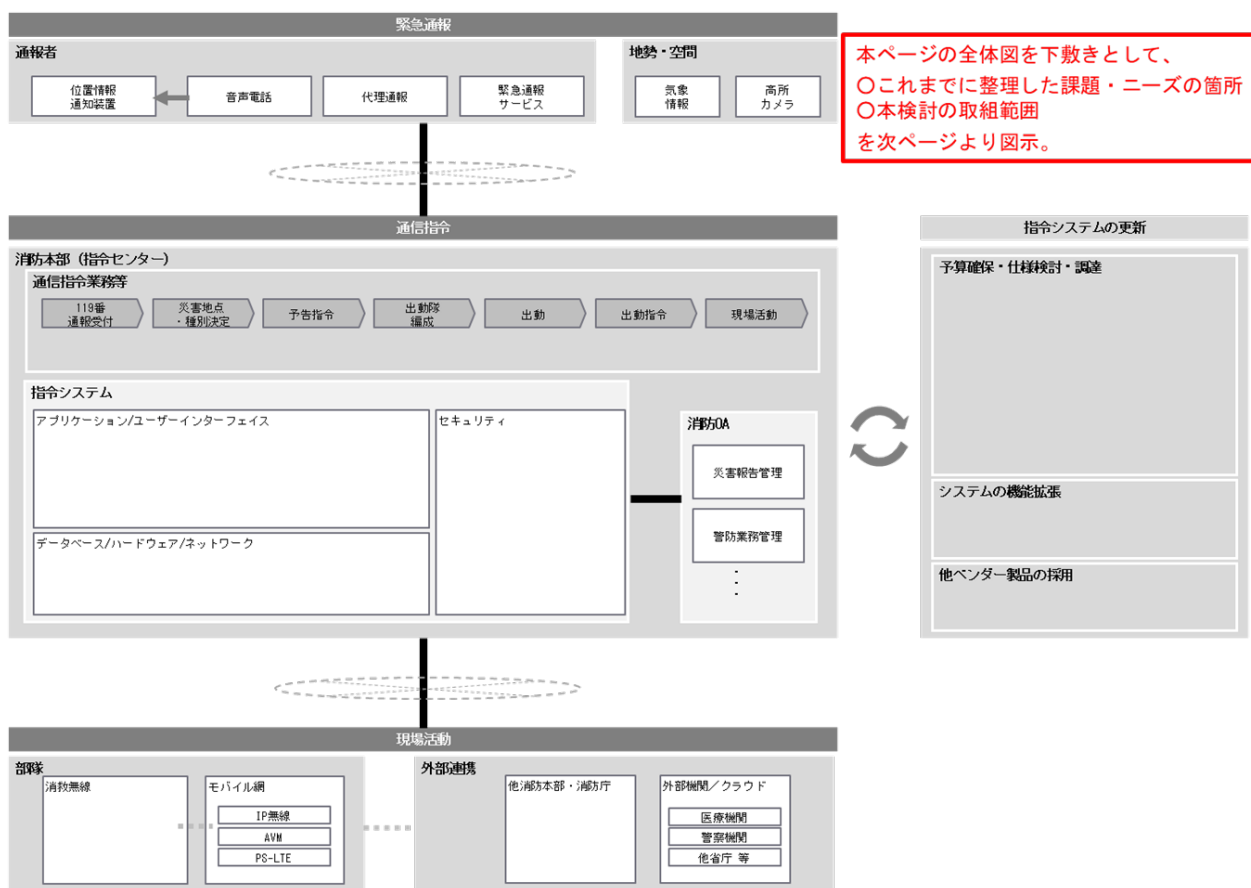 緊急通報
通報者
位置情報
通知装置
音声電話
代理通報
緊急通報
サービス
地勢・空間
気象
情報
高所
カメラ
本ページの全体図を下敷きとして、
〇これまでに整理した課題・ニーズの箇所
〇本検討の取組範囲
を次ページより図示。
通信指令
消防本部（指令センター）
通信指令業務等
119番
通報受付
災害地点
・種別決定
予告指令
出動隊
編成
出動
出動指令
現場活動
指令システム
アプリケーション/ユーザーインターフェイス
データベース/ハードウェア/ネットワーク
セキュリティ
消防OA
災害報告管理
警防業務管理
指令システムの更新
予算確保・仕様検討・調達
システムの機能拡張
他ベンダー製品の採用
現場活動
部隊
消救無線
モバイル網
IP無線
AVM
PS-LTE
外部連携
他消防本部・消防庁
外部機関／クラウド
医療機関
警察機関
他省庁 等